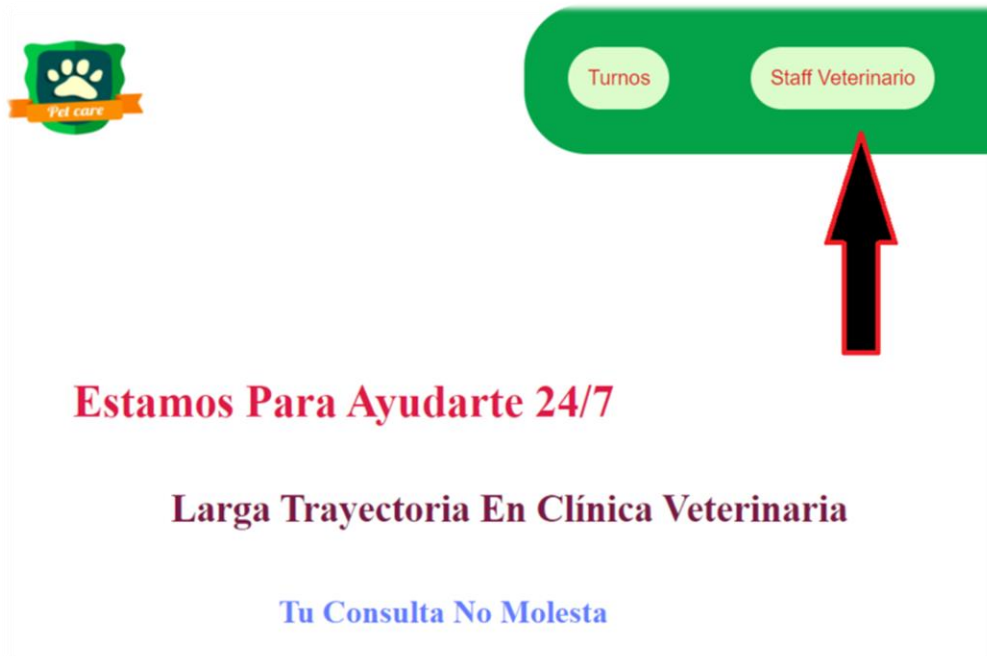 Pet care
Turnos
Staff Veterinario
Estamos Para Ayudarte 24/7
Larga Trayectoria En Clínica Veterinaria
Tu Consulta No Molesta